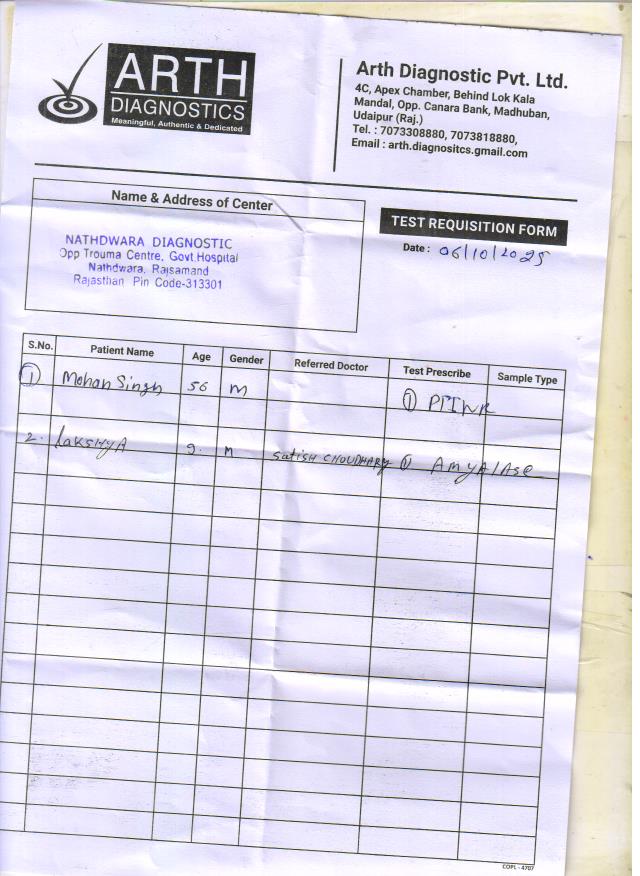 ARTH
DIAGNOSTICS
Meaningful, Authentic & Dedicated
Arth Diagnostic Pvt. Ltd.
4C, Apex Chamber, Behind Lok Kala
Mandal, Opp. Canara Bank, Madhuban,
Udaipur (Raj.)
Tel. : 7073308880, 7073818880,
Email : arth.diagnositcs.gmail.com
Name & Address of Center
NATHDWARA DIAGNOSTIC
Opp Trouma Centre, Govt.Hospital
Nathdwara, Rajsamand
Rajasthan Pin Code-313301
TEST REQUISITION FORM
Date : 06/10/2025
S.No. Patient Name Age Gender Referred Doctor Test Prescribe Sample Type
1 Mohan Singh 56 M ① PTINR
2. LAKSHYA 9. M Satish CHOUDHARY ① AMYALASE
COPL - 4707